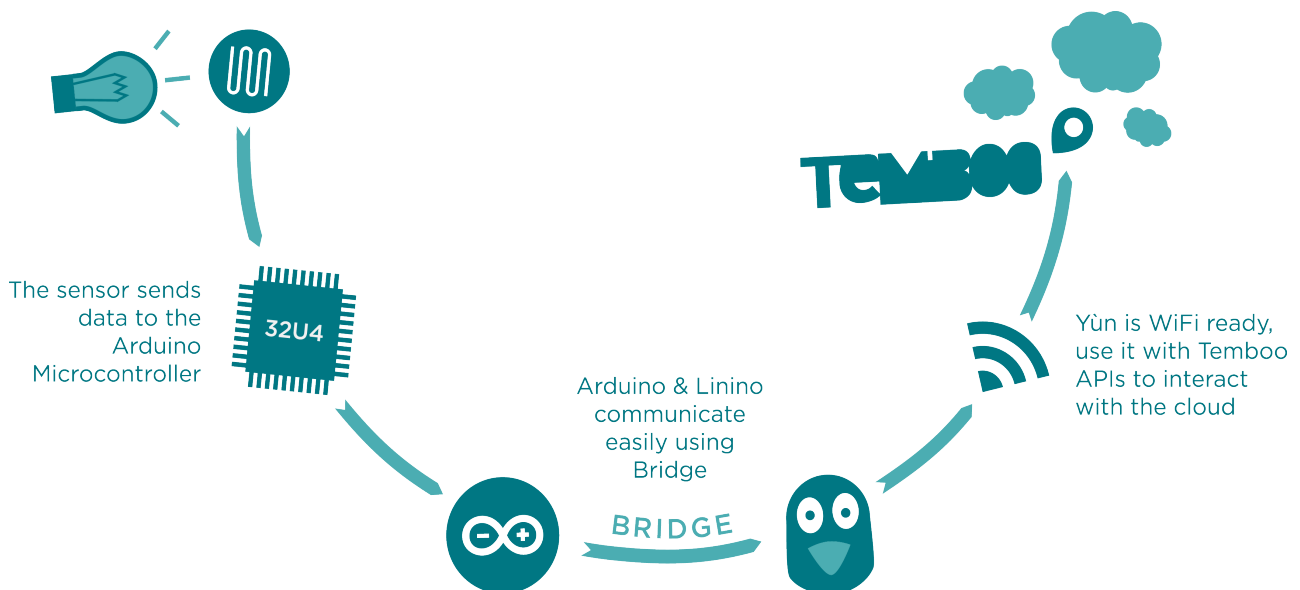 The sensor sends
data to the
Arduino
Microcontroller
32U4
Arduino & Linino
communicate
easily using
Bridge
BRIDGE
TEMBOO
Yùn is WiFi ready,
use it with Temboo
APIs to interact
with the cloud